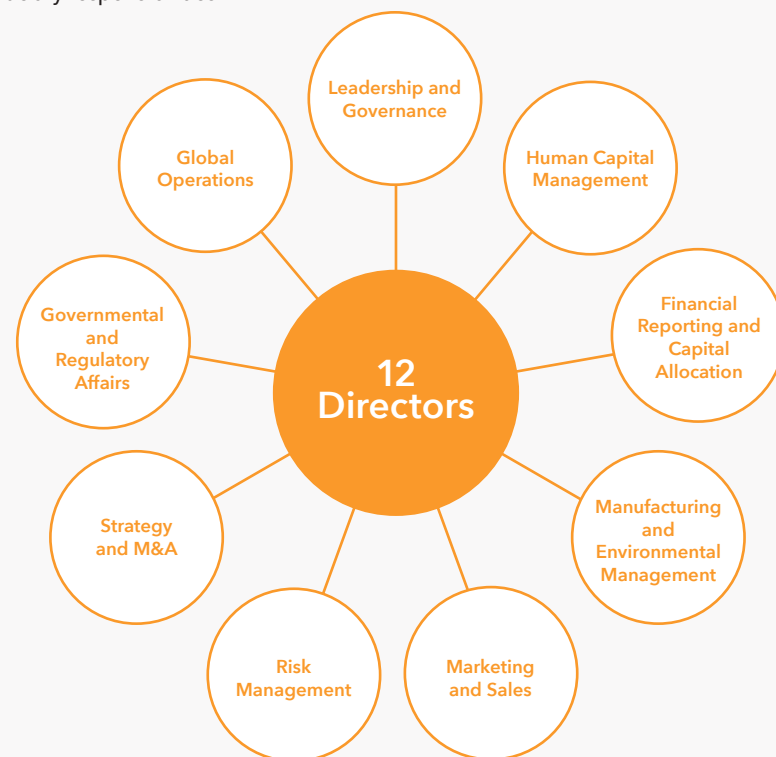 Leadership and
Governance
Human Capital
Management
Financial
Reporting and
Capital
Allocation
Manufacturing
and
Environmental
Management
Marketing
and Sales
Risk
Management
Strategy
and M&A
Governmental
and
Regulatory
Affairs
Global
Operations
12
Directors